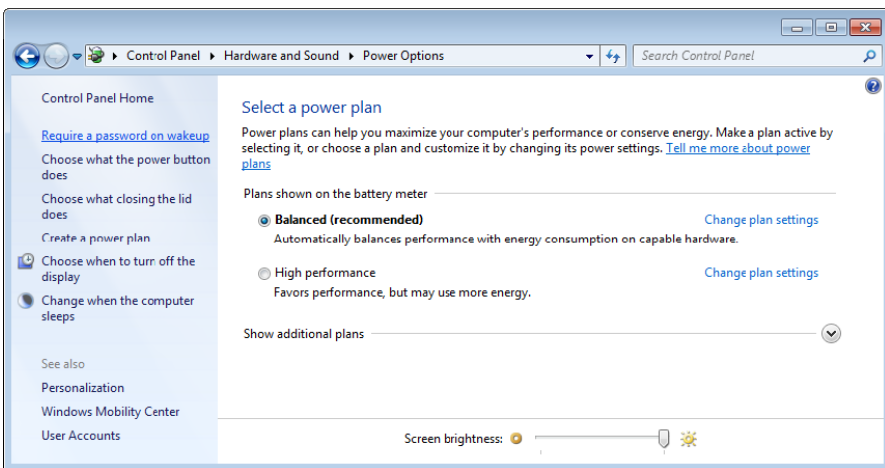 Control Panel Hardware and Sound Power Options Search Control Panel
Control Panel Home
Require a password on wakeup
Choose what the power button
does
Choose what closing the lid
does
Create a power plan
Choose when to turn off the
display
Change when the computer
sleeps
See also
Personalization
Windows Mobility Center
User Accounts
Select a power plan
Power plans can help you maximize your computer's performance or conserve energy. Make a plan active by
selecting it, or choose a plan and customize it by changing its power settings. Tell me more about power
plans
Plans shown on the battery meter
Balanced (recommended) Change plan settings
Automatically balances performance with energy consumption on capable hardware.
High performance Change plan settings
Favors performance, but may use more energy.
Show additional plans
Screen brightness: